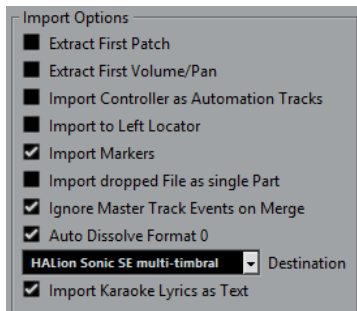 Import Options
Extract First Patch
Extract First Volume/Pan
Import Controller as Automation Tracks
Import to Left Locator
Import Markers
Import dropped File as single Part
Ignore Master Track Events on Merge
Auto Dissolve Format 0
HALion Sonic SE multi-timbral Destination
Import Karaoke Lyrics as Text